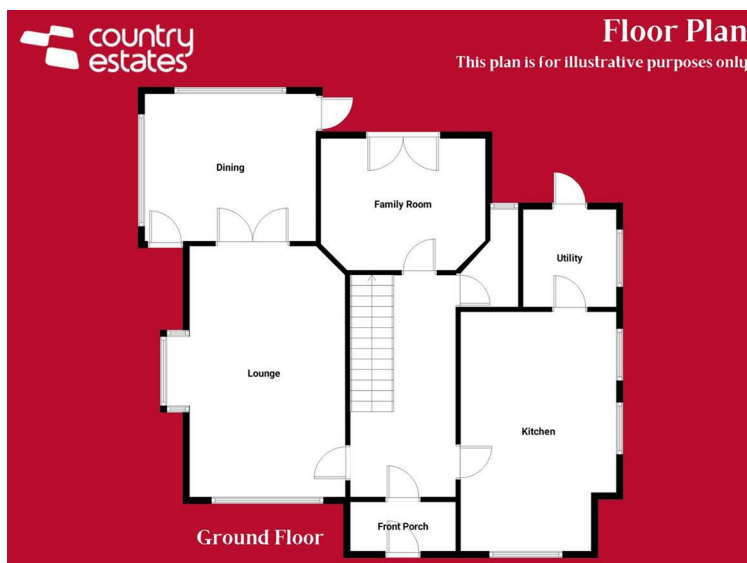 country
estates
Floor Plan
This plan is for illustrative purposes only
Dining
Family Room
Utility
Lounge
Kitchen
Front Porch
Ground Floor